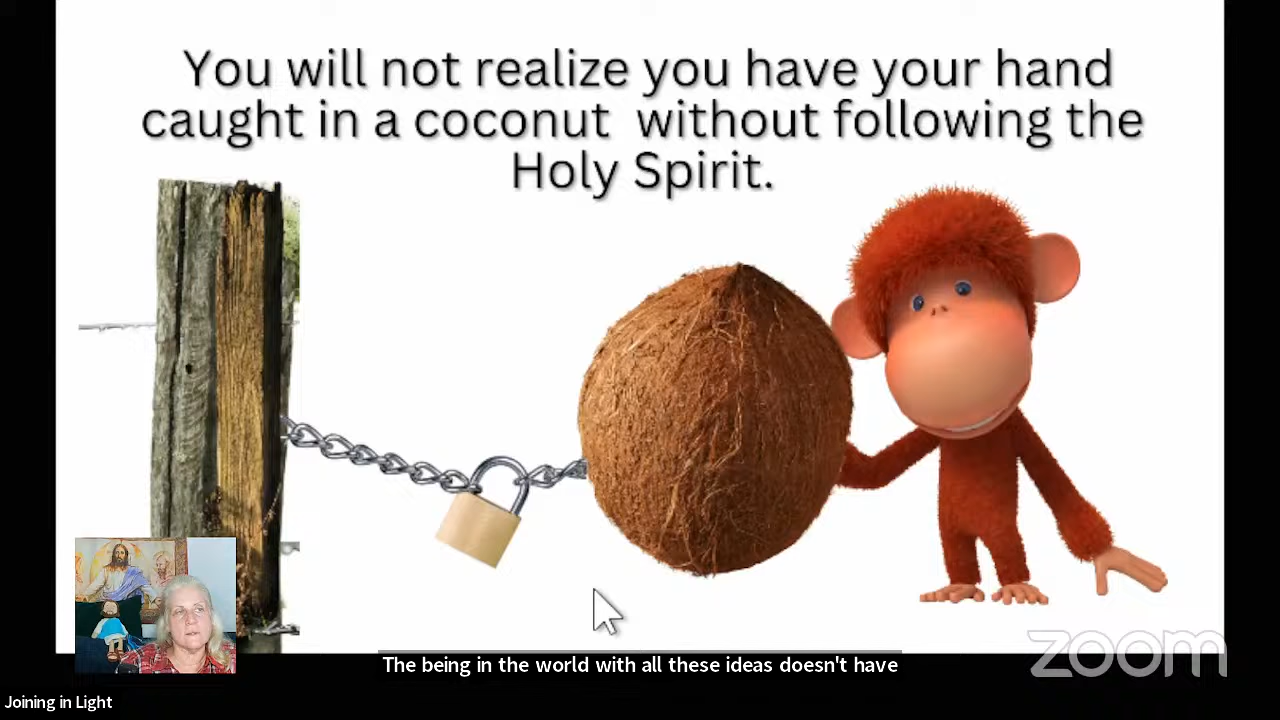 You will not realize you have your hand
caught in a coconut without following the
Holy Spirit.
zoom
The being in the world with all these ideas doesn't have
Joining in Light